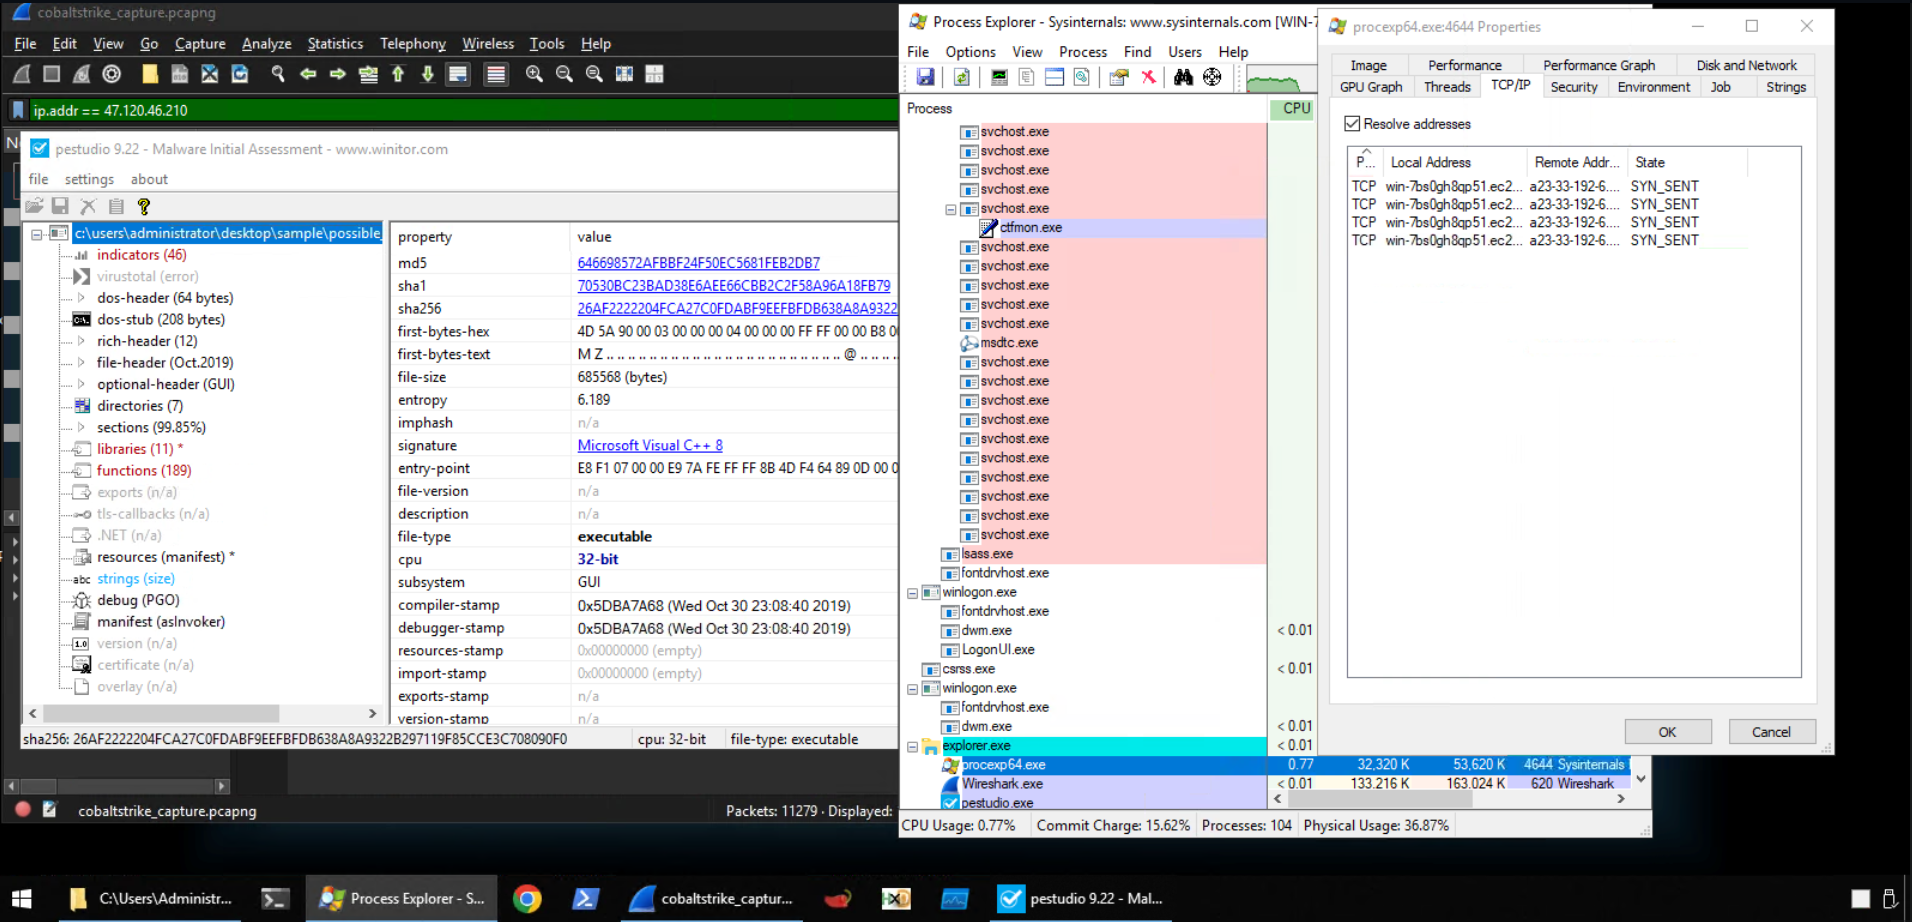 cobaltstrike_capture.pcapng
File Edit View Go Capture Analyze Statistics Telephony Wireless Tools Help
ip.addr == 47.120.46.210
pestudio 9.22 - Malware Initial Assessment - www.winitor.com
file settings about
c:\users\administrator\desktop\sample\possible_
indicators (46)
virustotal (error)
dos-header (64 bytes)
dos-stub (208 bytes)
rich-header (12)
file-header (Oct.2019)
optional-header (GUI)
directories (7)
sections (99.85%)
libraries (11) *
functions (189)
exports (n/a)
tls-callbacks (n/a)
.NET (n/a)
resources (manifest) *
abc strings (size)
debug (PGO)
manifest (asInvoker)
1.0 version (n/a)
certificate (n/a)
overlay (n/a)
property value
md5 646698572AFBBF24F50EC5681FEB2DB7
sha1 70530BC23BAD38E6AEE66CBB2C2F58A96A18FB79
sha256 26AF2222204FCA27C0FDABF9EEFBFDB638A8A9322
first-bytes-hex 4D 5A 90 00 03 00 00 00 04 00 00 00 FF FF 00 00 B8 00
first-bytes-text M Z .. .. .. .. .. .. .. .. .. .. .. .. .. .. .. .. .. .. .. .. .. .. @ .. .. ..
file-size 685568 (bytes)
entropy 6.189
imphash n/a
signature Microsoft Visual C++ 8
entry-point E8 F1 07 00 00 E9 7A FE FF FF 8B 4D F4 64 89 0D 00 0
file-version n/a
description n/a
file-type executable
cpu 32-bit
subsystem GUI
compiler-stamp 0x5DBA7A68 (Wed Oct 30 23:08:40 2019)
debugger-stamp 0x5DBA7A68 (Wed Oct 30 23:08:40 2019)
resources-stamp 0x00000000 (empty)
import-stamp 0x00000000 (empty)
exports-stamp n/a
version-stamp n/a
sha256: 26AF2222204FCA27C0FDABF9EEFBFDB638A8A9322B297119F85CCE3C708090F0 cpu: 32-bit file-type: executable
cobaltstrike_capture.pcapng Packets: 11279 · Displayed:
Process Explorer - Sysinternals: www.sysinternals.com [WIN-7
File Options View Process Find Users Help
Process CPU
svchost.exe
svchost.exe
svchost.exe
svchost.exe
svchost.exe
ctfmon.exe
svchost.exe
svchost.exe
svchost.exe
svchost.exe
svchost.exe
msdtc.exe
svchost.exe
svchost.exe
svchost.exe
svchost.exe
svchost.exe
svchost.exe
svchost.exe
svchost.exe
svchost.exe
svchost.exe
lsass.exe
fontdrvhost.exe
winlogon.exe
fontdrvhost.exe
dwm.exe < 0.01
LogonUI.exe
csrss.exe < 0.01
winlogon.exe
fontdrvhost.exe
dwm.exe < 0.01
explorer.exe < 0.01
procexp64.exe 0.77 32,320 K 53,620 K 4644 Sysinternals
Wireshark.exe < 0.01 133,216 K 163,024 K 620 Wireshark
pestudio.exe
CPU Usage: 0.77% Commit Charge: 15.62% Processes: 104 Physical Usage: 36.87%
procexp64.exe:4644 Properties
Image Performance Performance Graph Disk and Network
GPU Graph Threads TCP/IP Security Environment Job Strings
Resolve addresses
P... Local Address Remote Addr... State
TCP win-7bs0gh8qp51.ec2... a23-33-192-6.... SYN_SENT
TCP win-7bs0gh8qp51.ec2... a23-33-192-6.... SYN_SENT
TCP win-7bs0gh8qp51.ec2... a23-33-192-6.... SYN_SENT
TCP win-7bs0gh8qp51.ec2... a23-33-192-6.... SYN_SENT
OK Cancel
C:\Users\Administr... Process Explorer - S... cobaltstrike_captur... pestudio 9.22 - Mal...